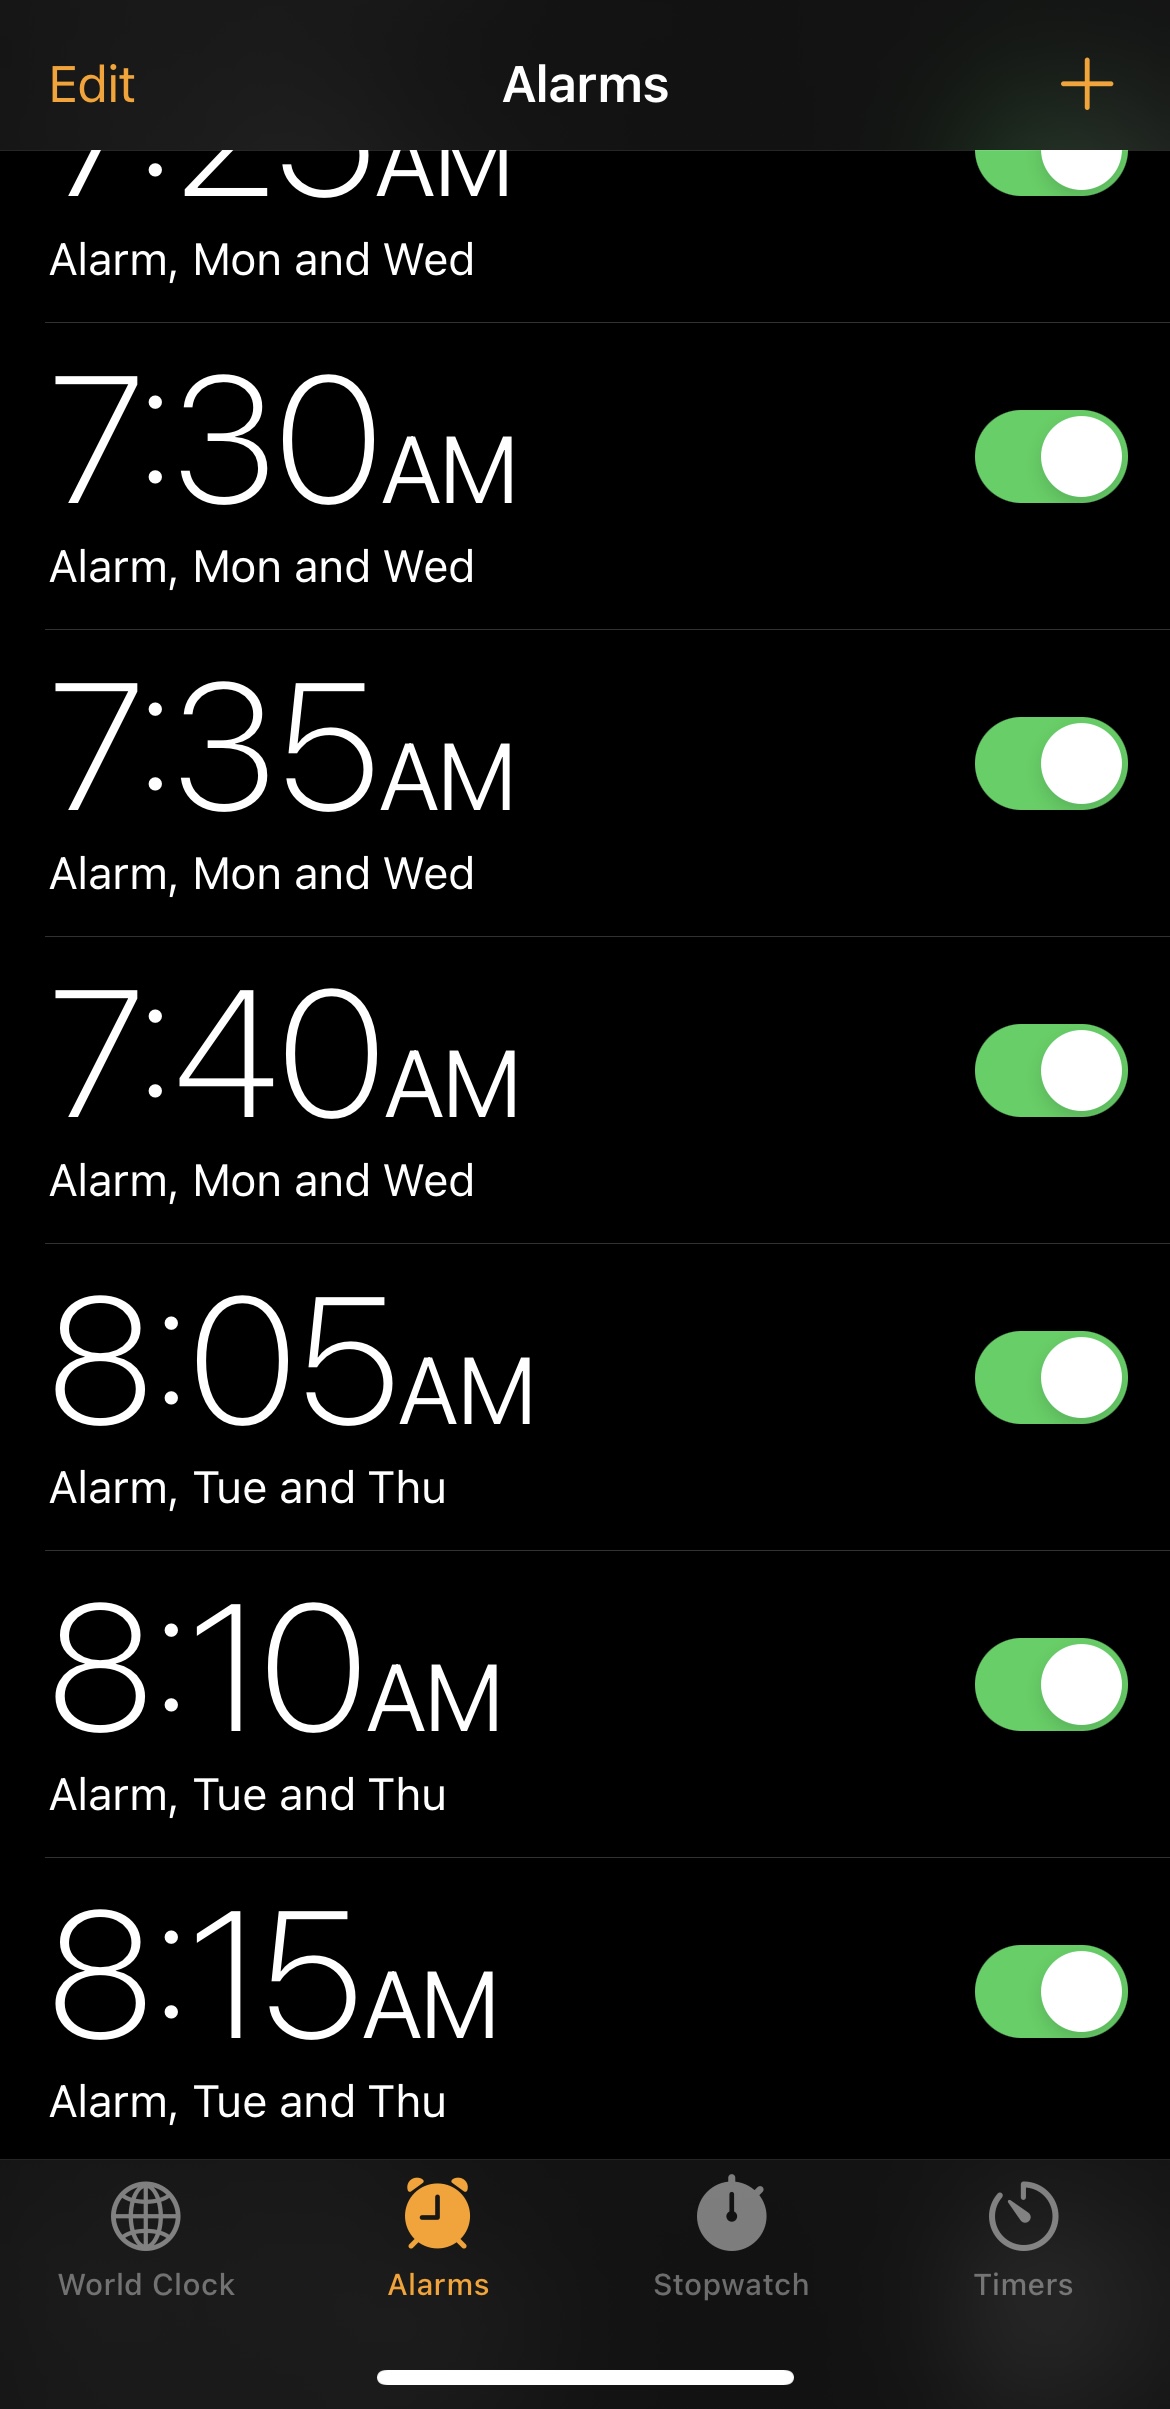 Edit
Alarms
7:25AM
Alarm, Mon and Wed
7:30AM
Alarm, Mon and Wed
7:35AM
Alarm, Mon and Wed
7:40AM
Alarm, Mon and Wed
8:05AM
Alarm, Tue and Thu
8:10AM
Alarm, Tue and Thu
8:15AM
Alarm, Tue and Thu
World Clock
Alarms
Stopwatch
Timers